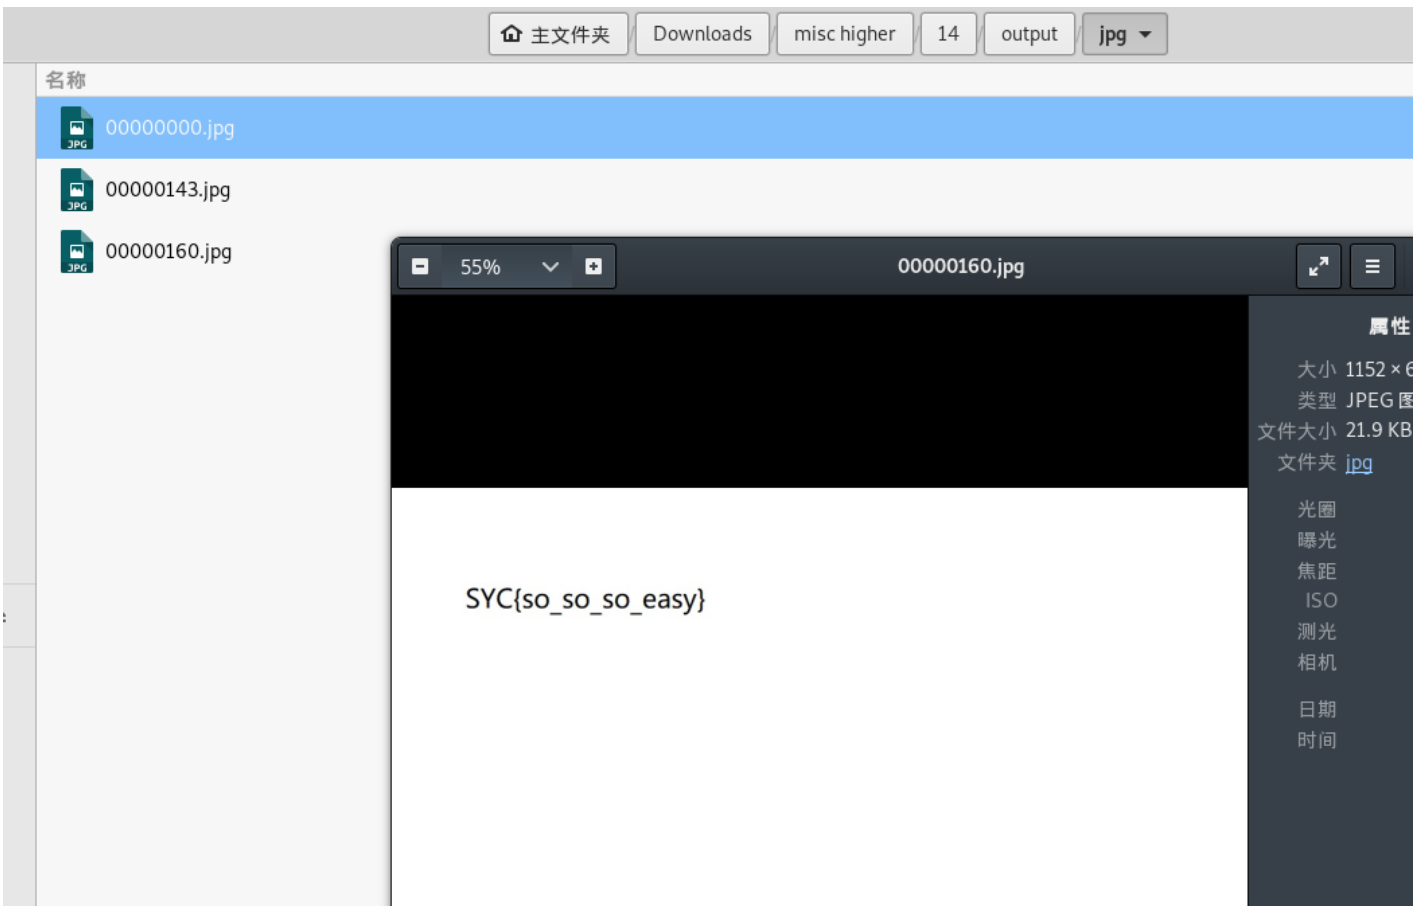 主文件夹 Downloads misc higher 14 output jpg
名称
00000000.jpg
00000143.jpg
00000160.jpg
55% 00000160.jpg
属性
大小 1152 × 6
类型 JPEG 图
文件大小 21.9 KB
文件夹 jpg
光圈
曝光
焦距
ISO
测光
相机
日期
时间
SYC{so_so_so_easy}